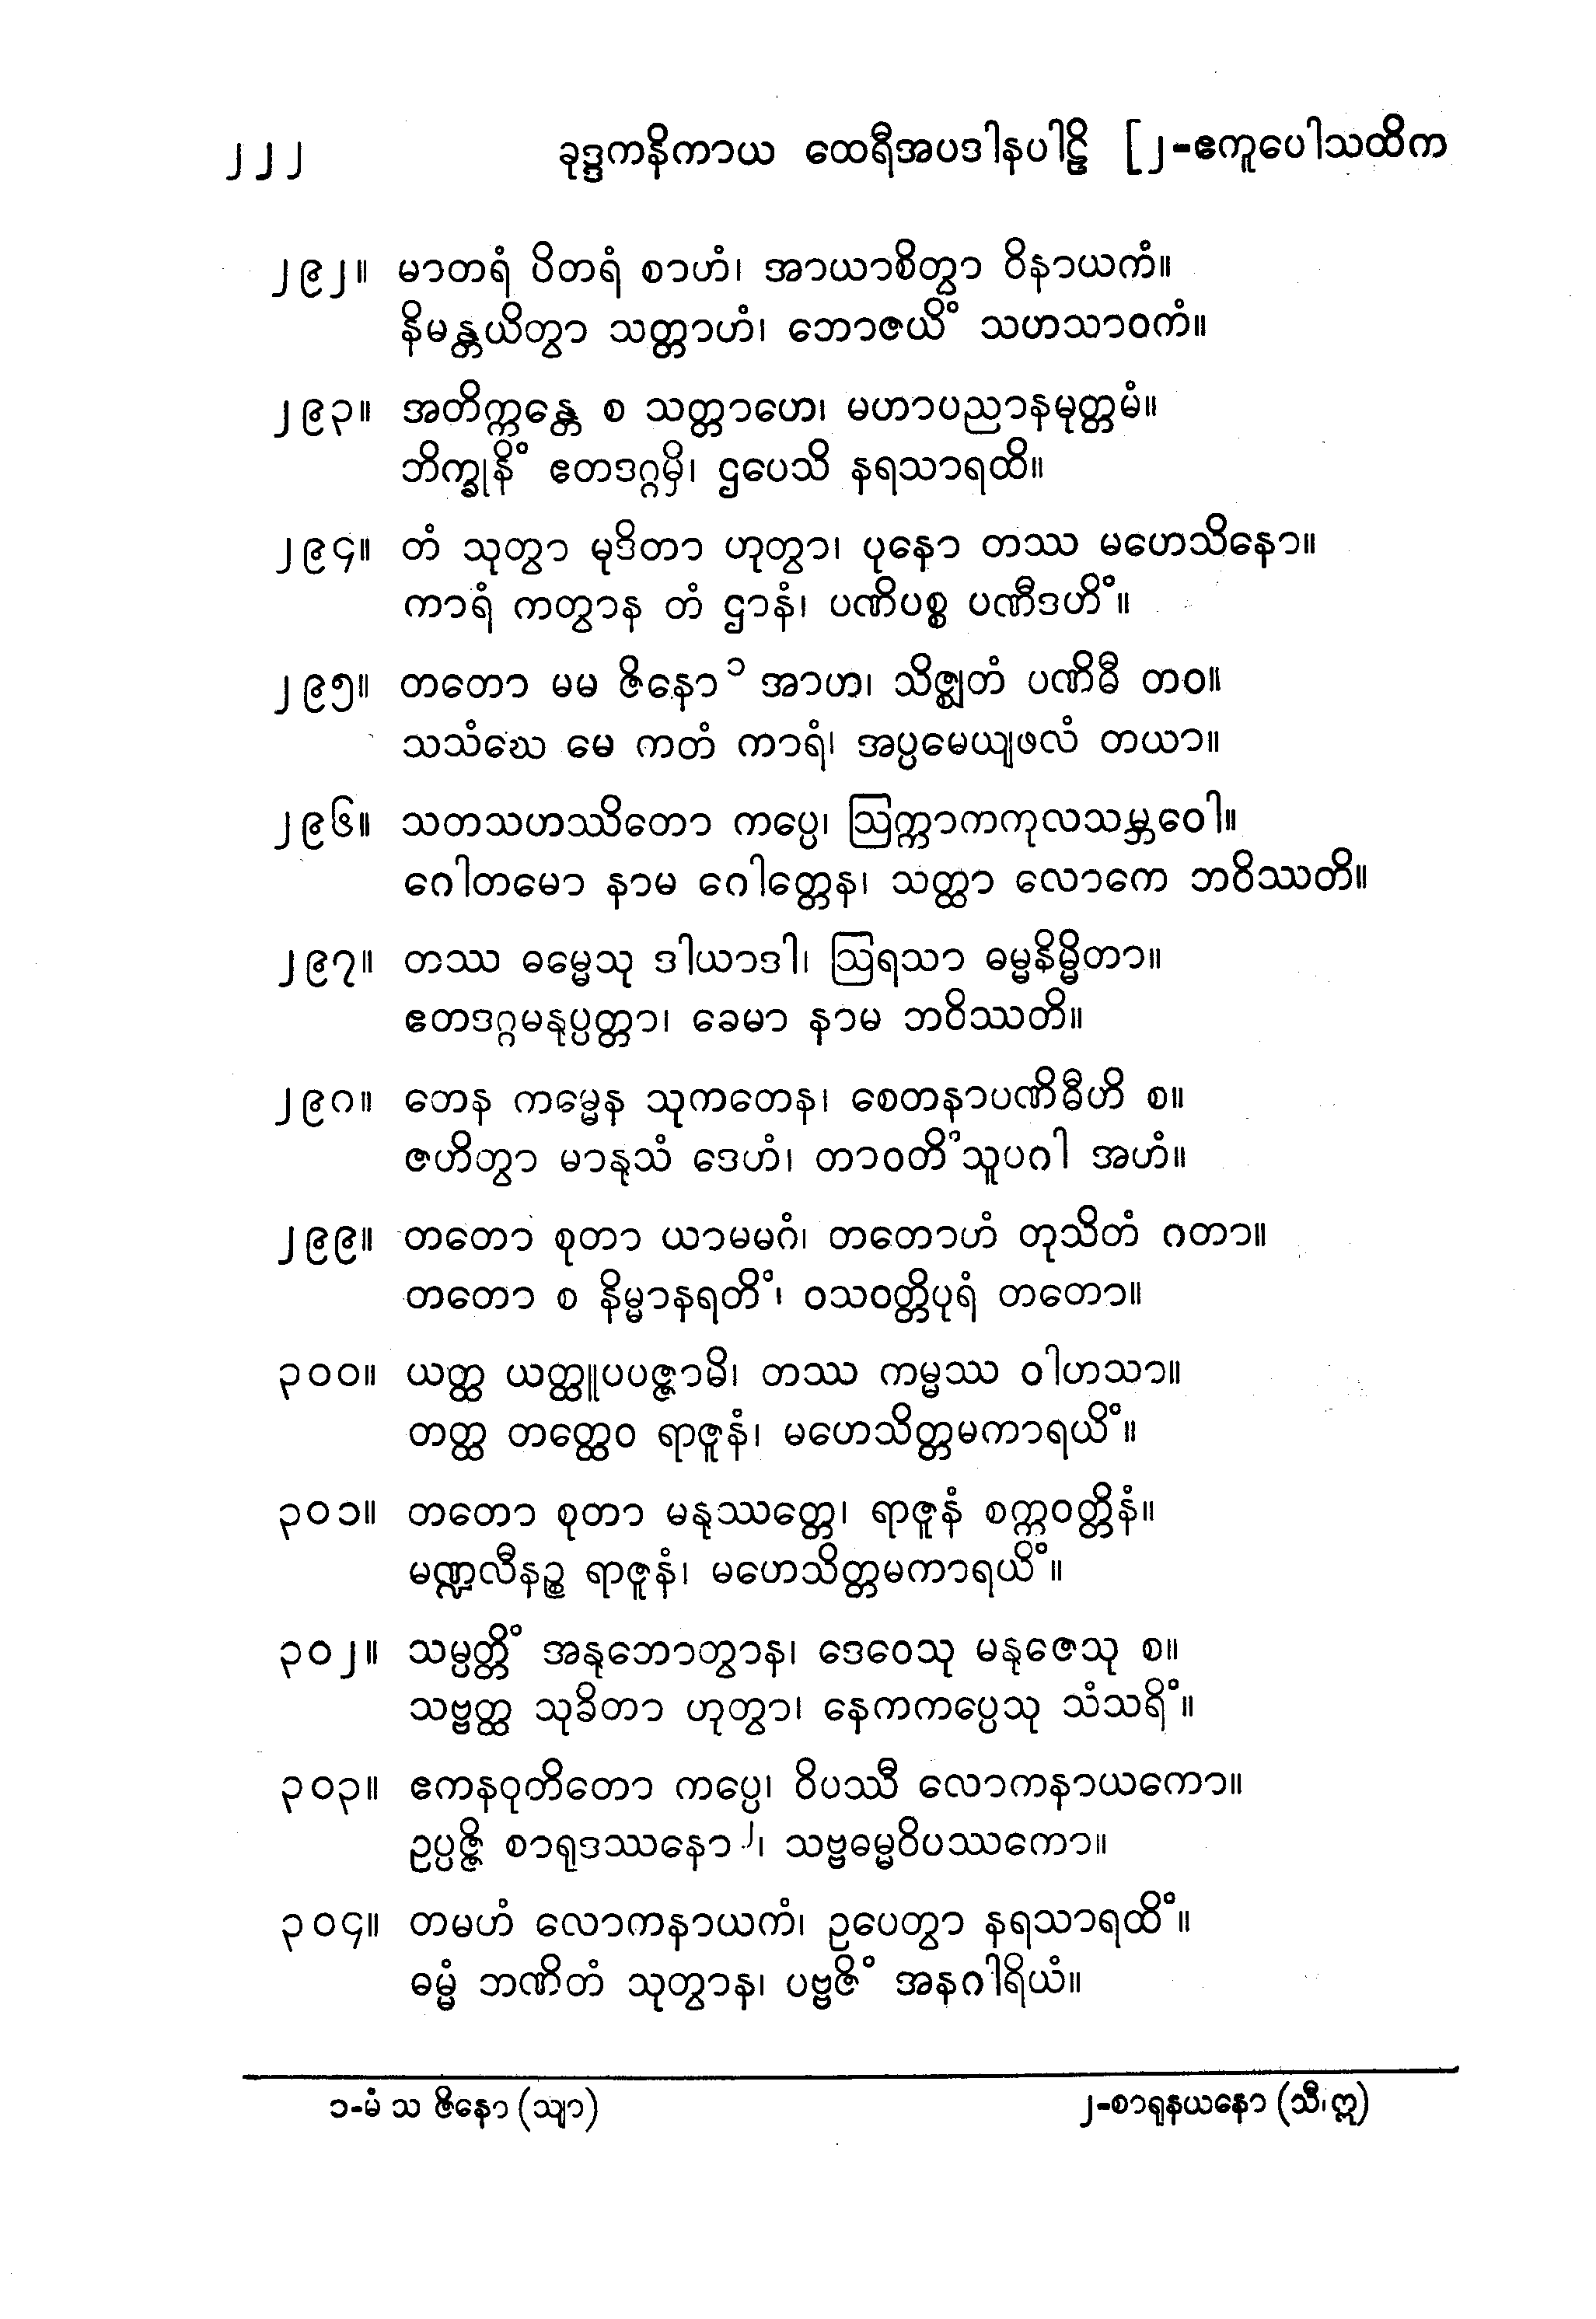 ၂၂၂ ခုဒ္ဒကနိကာယ ထေရီအပဒါနပါဠိ [၂-ဧကူပေါသထိက
၂၉၂။ မာတရံ ပိတရံ စာဟံ၊ အာယာစိတွာ ဝိနာယကံ။
နိမန္တယိတွာ သတ္တာဟံ၊ ဘောဇယိံ သဟသာဝကံ။
၂၉၃။ အတိက္ကန္တေ စ သတ္တာဟေ၊ မဟာပညာနမုတ္တမံ။
ဘိက္ခုနိံ ဧတဒဂ္ဂမှိ၊ ဌပေသိ နရသာရထိ။
၂၉၄။ တံ သုတွာ မုဒိတာ ဟုတွာ၊ ပုနော တဿ မဟေသိနော။
ကာရံ ကတွာန တံ ဌာနံ၊ ပဏိပစ္စ ပဏီဒဟိံ။
၂၉၅။ တတော မမ ဇိနော၁ အာဟ၊ သိဇ္ဈတံ ပဏိဓီ တဝ။
သသံဃေ မေ ကတံ ကာရံ၊ အပ္ပမေယျဖလံ တယာ။
၂၉၆။ သတသဟဿိတော ကပ္ပေ၊ ဩက္ကာကကုလသမ္ဘဝေါ။
ဂေါတမော နာမ ဂေါတ္တေန၊ သတ္ထာ လောကေ ဘဝိဿတိ။
၂၉၇။ တဿ ဓမ္မေသု ဒါယာဒါ၊ ဩရသာ ဓမ္မနိမ္မိတာ။
ဧတဒဂ္ဂမနုပ္ပတ္တာ၊ ခေမာ နာမ ဘဝိဿတိ။
၂၉၈။ တေန ကမ္မေန သုကတေန၊ စေတနာပဏိဓီဟိ စ။
ဇဟိတွာ မာနုသံ ဒေဟံ၊ တာဝတိံသူပဂါ အဟံ။
၂၉၉။ တတော စုတာ ယာမမဂံ၊ တတောဟံ တုသိတံ ဂတာ။
တတော စ နိမ္မာနရတိံ၊ ဝသဝတ္တိပုရံ တတော။
၃၀၀။ ယတ္ထ ယတ္ထူပပဇ္ဇာမိ၊ တဿ ကမ္မဿ ဝါဟသာ။
တတ္ထ တတ္ထေဝ ရာဇူနံ၊ မဟေသိတ္တမကာရယိံ။
၃၀၁။ တတော စုတာ မနုဿတ္တေ၊ ရာဇူနံ စက္ကဝတ္တိနံ။
မဏ္ဍလီနဉ္စ ရာဇူနံ၊ မဟေသိတ္တမကာရယိံ။
၃၀၂။ သမ္ပတ္တိံ အနုဘောတွာန၊ ဒေဝေသု မနုဇေသု စ။
သဗ္ဗတ္ထ သုခိတာ ဟုတွာ၊ နေကကပ္ပေသု သံသရိံ။
၃၀၃။ ဧကနဝုတိတော ကပ္ပေ၊ ဝိပဿီ လောကနာယကော။
ဥပ္ပဇ္ဇိ စာရုဒဿနော၂၊ သဗ္ဗဓမ္မဝိပဿကော။
၃၀၄။ တမဟံ လောကနာယကံ၊ ဥပေတွာ နရသာရထိံ။
ဓမ္မံ ဘဏိတံ သုတွာန၊ ပဗ္ဗဇိံ အနဂါရိယံ။
၁-မံ သ ဇိနော (သျာ) ၂-စာရုနယနော (သီ၊ဣ)